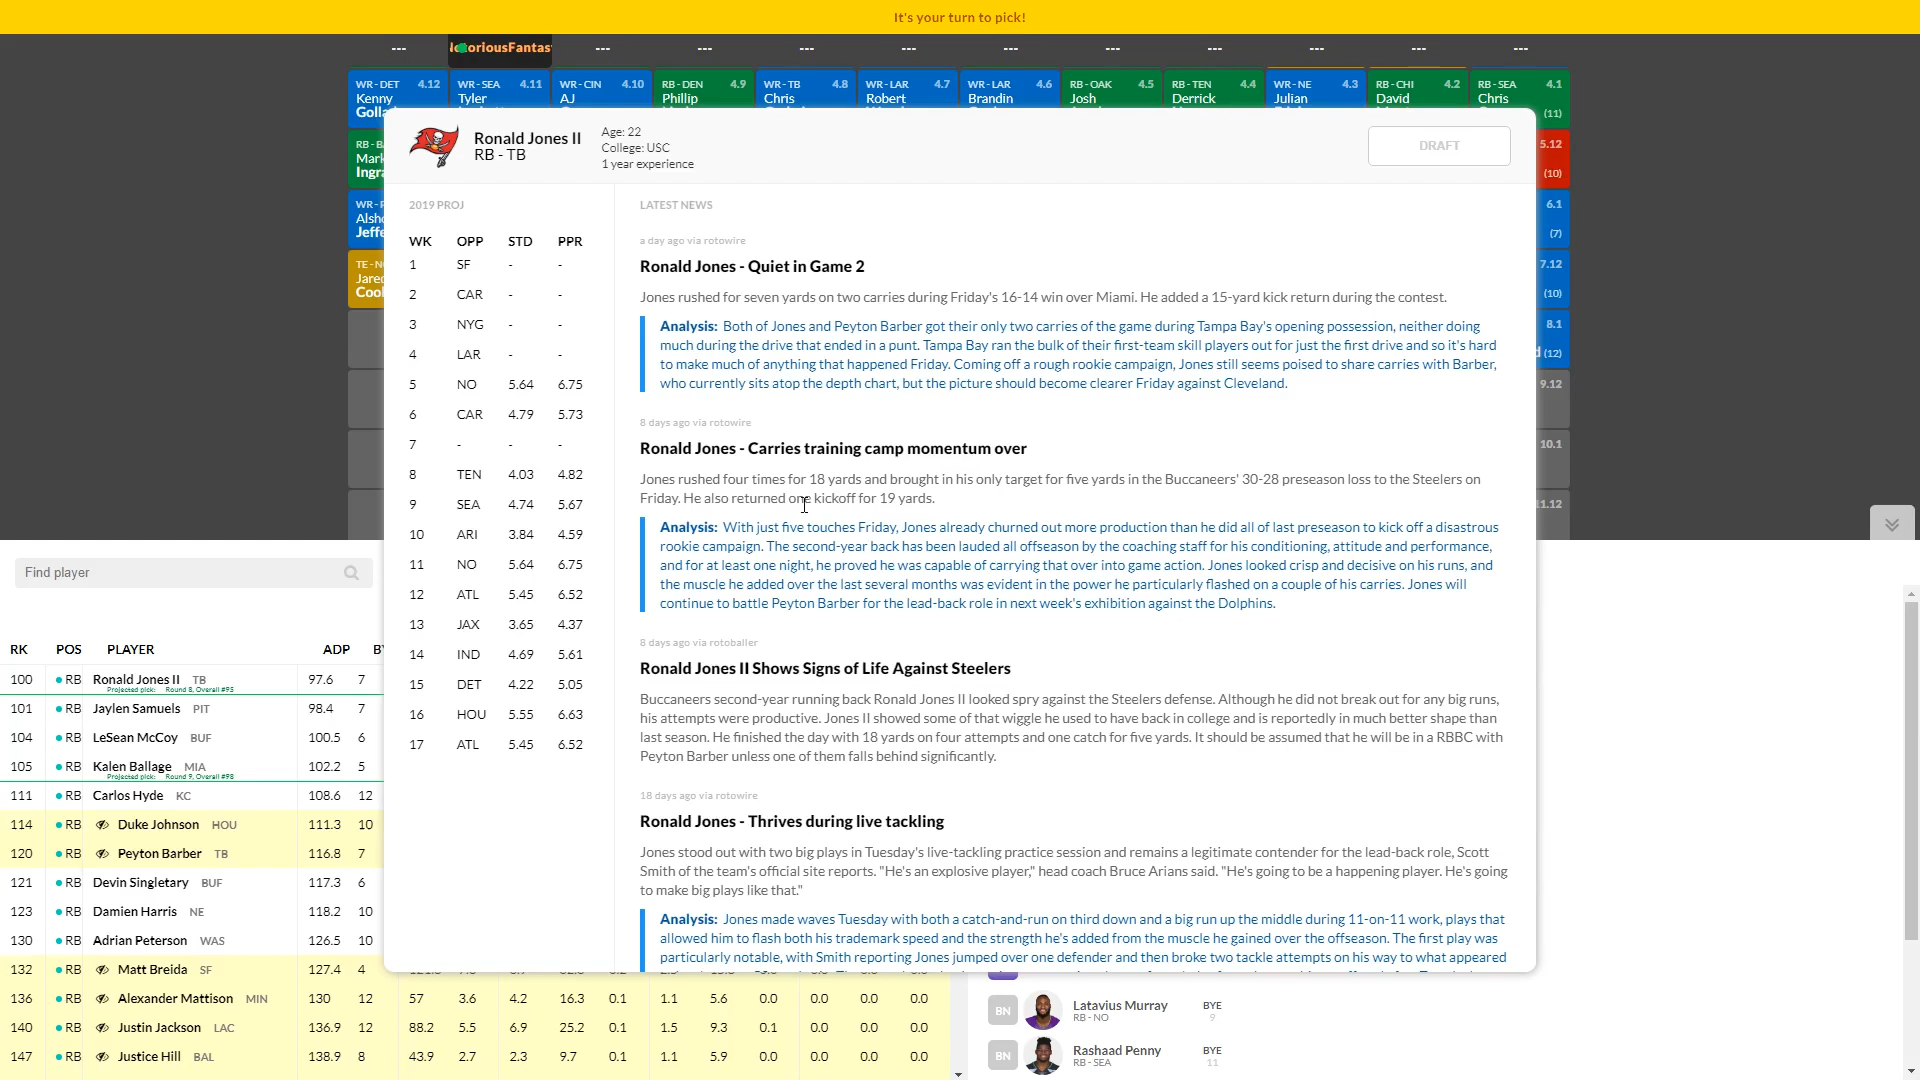 It's your turn to pick!
--- --- --- --- --- --- --- --- --- --- ---
WR - DET 4.12 WR - SEA 4.11 WR - CIN 4.10 RB - DEN 4.9 WR - TB 4.8 WR - LAR 4.7 WR - LAR 4.6 RB - OAK 4.5 RB - TEN 4.4 WR - NE 4.3 RB - CHI 4.2 RB - SEA 4.1
Kenny Tyler AJ Phillip Chris Robert Brandin Josh Derrick Julian David Chris
(11)
5.12
(10)
6.1
(7)
7.12
(10)
8.1
(12)
9.12
10.1
11.12
Ronald Jones II
RB - TB
Age: 22
College: USC
1 year experience
DRAFT
2019 PROJ
WK OPP STD PPR
1 SF - -
2 CAR - -
3 NYG - -
4 LAR - -
5 NO 5.64 6.75
6 CAR 4.79 5.73
7 - - -
8 TEN 4.03 4.82
9 SEA 4.74 5.67
10 ARI 3.84 4.59
11 NO 5.64 6.75
12 ATL 5.45 6.52
13 JAX 3.65 4.37
14 IND 4.69 5.61
15 DET 4.22 5.05
16 HOU 5.55 6.63
17 ATL 5.45 6.52
LATEST NEWS
a day ago via rotowire
Ronald Jones - Quiet in Game 2
Jones rushed for seven yards on two carries during Friday's 16-14 win over Miami. He added a 15-yard kick return during the contest.
Analysis: Both of Jones and Peyton Barber got their only two carries of the game during Tampa Bay's opening possession, neither doing
much during the drive that ended in a punt. Tampa Bay ran the bulk of their first-team skill players out for just the first drive and so it's hard
to make much of anything that happened Friday. Coming off a rough rookie campaign, Jones still seems poised to share carries with Barber,
who currently sits atop the depth chart, but the picture should become clearer Friday against Cleveland.
8 days ago via rotowire
Ronald Jones - Carries training camp momentum over
Jones rushed four times for 18 yards and brought in his only target for five yards in the Buccaneers' 30-28 preseason loss to the Steelers on
Friday. He also returned one kickoff for 19 yards.
Analysis: With just five touches Friday, Jones already churned out more production than he did all of last preseason to kick off a disastrous
rookie campaign. The second-year back has been lauded all offseason by the coaching staff for his conditioning, attitude and performance,
and for at least one night, he proved he was capable of carrying that over into game action. Jones looked crisp and decisive on his runs, and
the muscle he added over the last several months was evident in the power he particularly flashed on a couple of his carries. Jones will
continue to battle Peyton Barber for the lead-back role in next week's exhibition against the Dolphins.
8 days ago via rotoballer
Ronald Jones II Shows Signs of Life Against Steelers
Buccaneers second-year running back Ronald Jones II looked spry against the Steelers defense. Although he did not break out for any big runs,
his attempts were productive. Jones II showed some of that wiggle he used to have back in college and is reportedly in much better shape than
last season. He finished the day with 18 yards on four attempts and one catch for five yards. It should be assumed that he will be in a RBBC with
Peyton Barber unless one of them falls behind significantly.
18 days ago via rotowire
Ronald Jones - Thrives during live tackling
Jones stood out with two big plays in Tuesday's live-tackling practice session and remains a legitimate contender for the lead-back role, Scott
Smith of the team's official site reports. "He's an explosive player," head coach Bruce Arians said. "He's going to be a happening player. He's going
to make big plays like that."
Analysis: Jones made waves Tuesday with both a catch-and-run on third down and a big run up the middle during 11-on-11 work, plays that
allowed him to flash both his trademark speed and the strength he's added from the muscle he gained over the offseason. The first play was
particularly notable, with Smith reporting Jones jumped over one defender and then broke two tackle attempts on his way to what appeared
Find player
RK POS PLAYER ADP
100 RB Ronald Jones II TB 97.6 7
Projected pick: Round 8, Overall #95
101 RB Jaylen Samuels PIT 98.4 7
104 RB LeSean McCoy BUF 100.5 6
105 RB Kalen Ballage MIA 102.2 5
Projected pick: Round 9, Overall #98
111 RB Carlos Hyde KC 108.6 12
114 RB Duke Johnson HOU 111.3 10
120 RB Peyton Barber TB 116.8 7
121 RB Devin Singletary BUF 117.3 6
123 RB Damien Harris NE 118.2 10
130 RB Adrian Peterson WAS 126.5 10
132 RB Matt Breida SF 127.4 4
136 RB Alexander Mattison MIN 130 12 57 3.6 4.2 16.3 0.1 1.1 5.6 0.0 0.0 0.0 0.0
140 RB Justin Jackson LAC 136.9 12 88.2 5.5 6.9 25.2 0.1 1.5 9.3 0.1 0.0 0.0 0.0
147 RB Justice Hill BAL 138.9 8 43.9 2.7 2.3 9.7 0.1 1.1 5.9 0.0 0.0 0.0 0.0
BN Latavius Murray BYE
RB - NO 9
BN Rashaad Penny BYE
RB - SEA 11